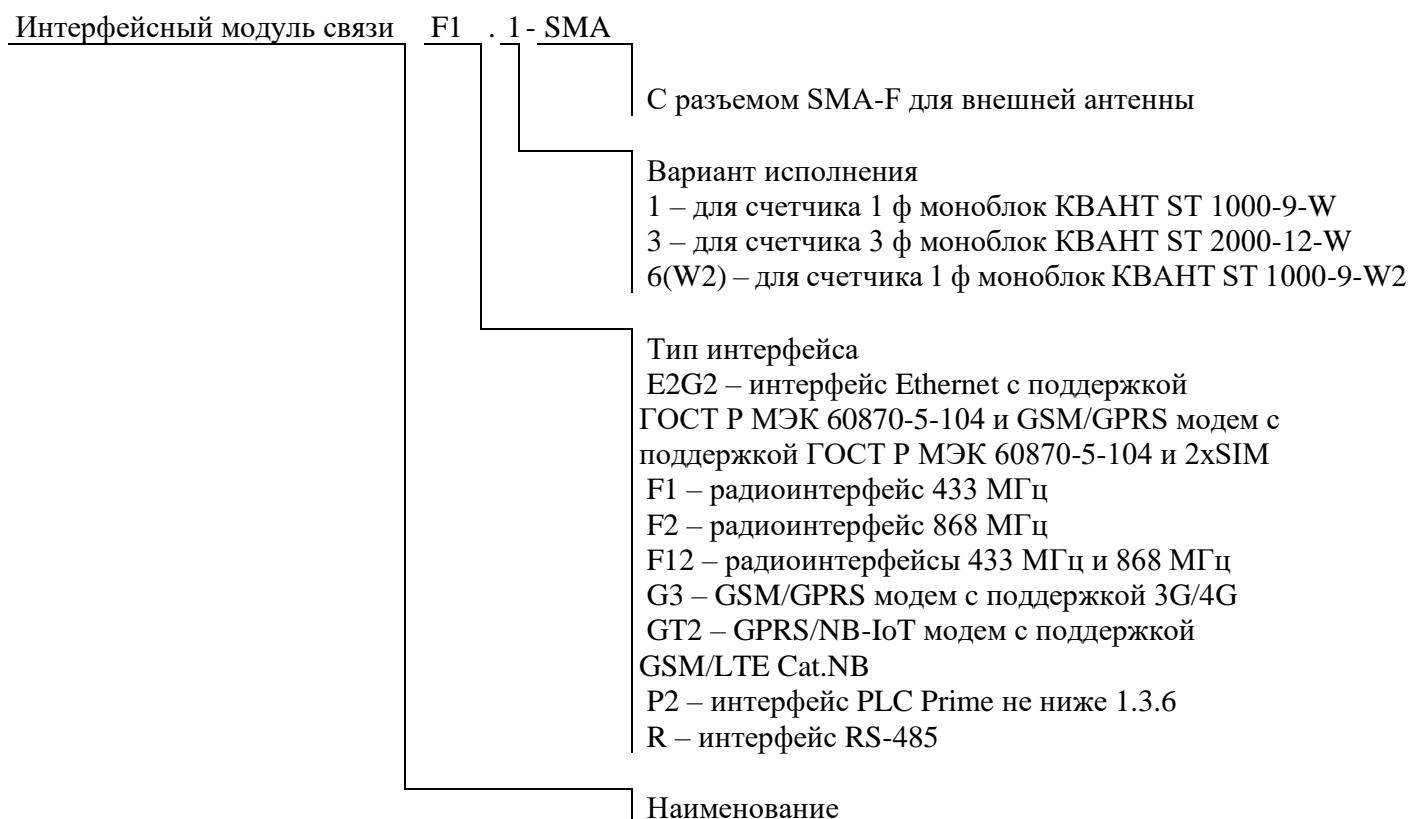 Интерфейсный модуль связи F1 . 1 - SMA
С разъемом SMA-F для внешней антенны
Вариант исполнения
1 – для счетчика 1 ф моноблок КВАНТ ST 1000-9-W
3 – для счетчика 3 ф моноблок КВАНТ ST 2000-12-W
6(W2) – для счетчика 1 ф моноблок КВАНТ ST 1000-9-W2
Тип интерфейса
E2G2 – интерфейс Ethernet с поддержкой
ГОСТ Р МЭК 60870-5-104 и GSM/GPRS модем с
поддержкой ГОСТ Р МЭК 60870-5-104 и 2xSIM
F1 – радиоинтерфейс 433 МГц
F2 – радиоинтерфейс 868 МГц
F12 – радиоинтерфейсы 433 МГц и 868 МГц
G3 – GSM/GPRS модем с поддержкой 3G/4G
GT2 – GPRS/NB-IoT модем с поддержкой
GSM/LTE Cat.NB
P2 – интерфейс PLC Prime не ниже 1.3.6
R – интерфейс RS-485
Наименование